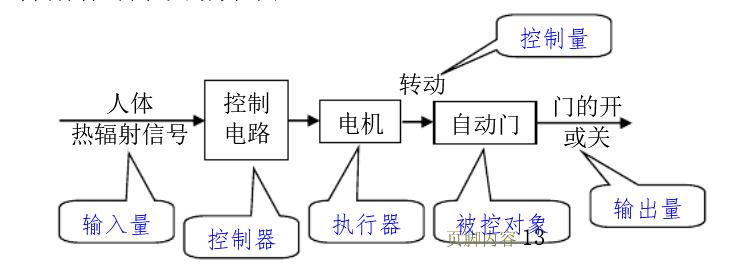 控制量
转动
人体
热辐射信号
控制
电路
电机
自动门
门的开
或关
输入量
控制器
执行器
被控对象
输出量
页脚内容 13